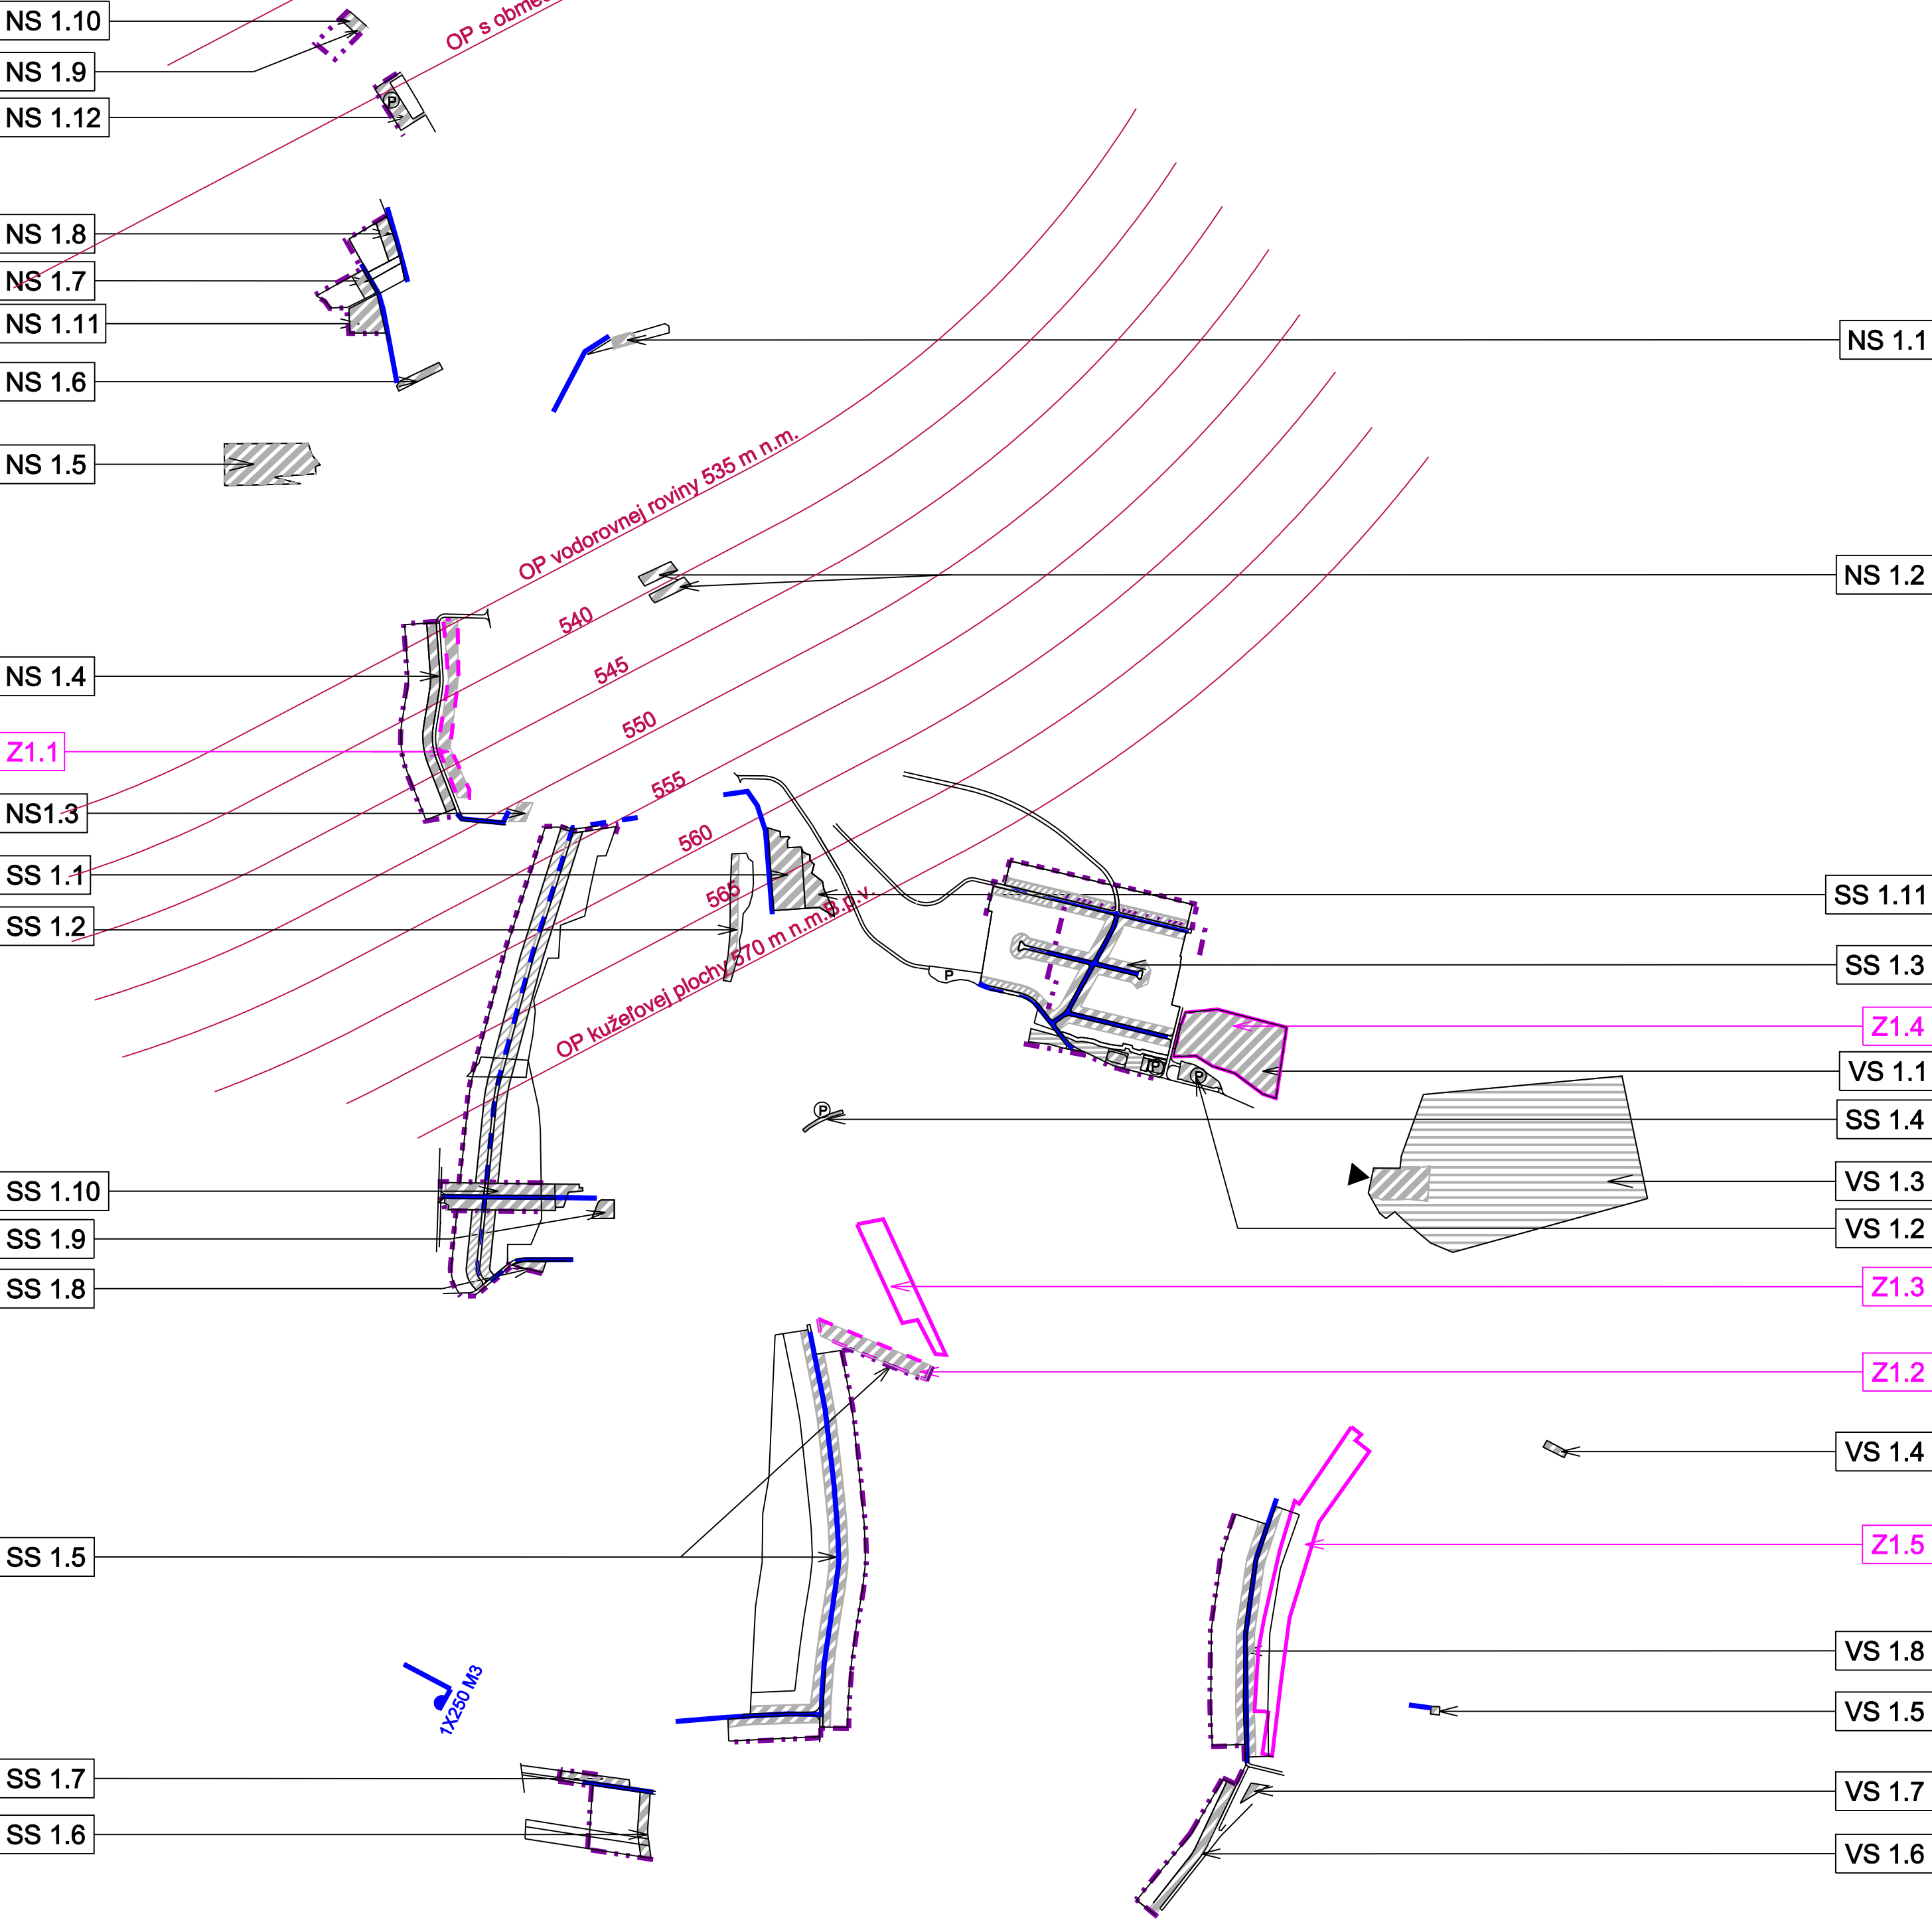 NS 1.10
OP s obme
NS 1.9
P
NS 1.12
NS 1.8
NS 1.7
NS 1.11
NS 1.1
NS 1.6
NS 1.5
OP vodorovnej roviny 535 m n.m.
NS 1.2
540
545
NS 1.4
550
Z1.1
555
NS1.3
560
SS 1.1
565
SS 1.11
SS 1.2
OP kužeľovej plochy 570 m n.m.B.p.v.
SS 1.3
P
Z1.4
P
P
VS 1.1
P
SS 1.4
SS 1.10
VS 1.3
VS 1.2
SS 1.9
SS 1.8
Z1.3
Z1.2
VS 1.4
SS 1.5
Z1.5
VS 1.8
1X250 M3
VS 1.5
SS 1.7
VS 1.7
SS 1.6
VS 1.6